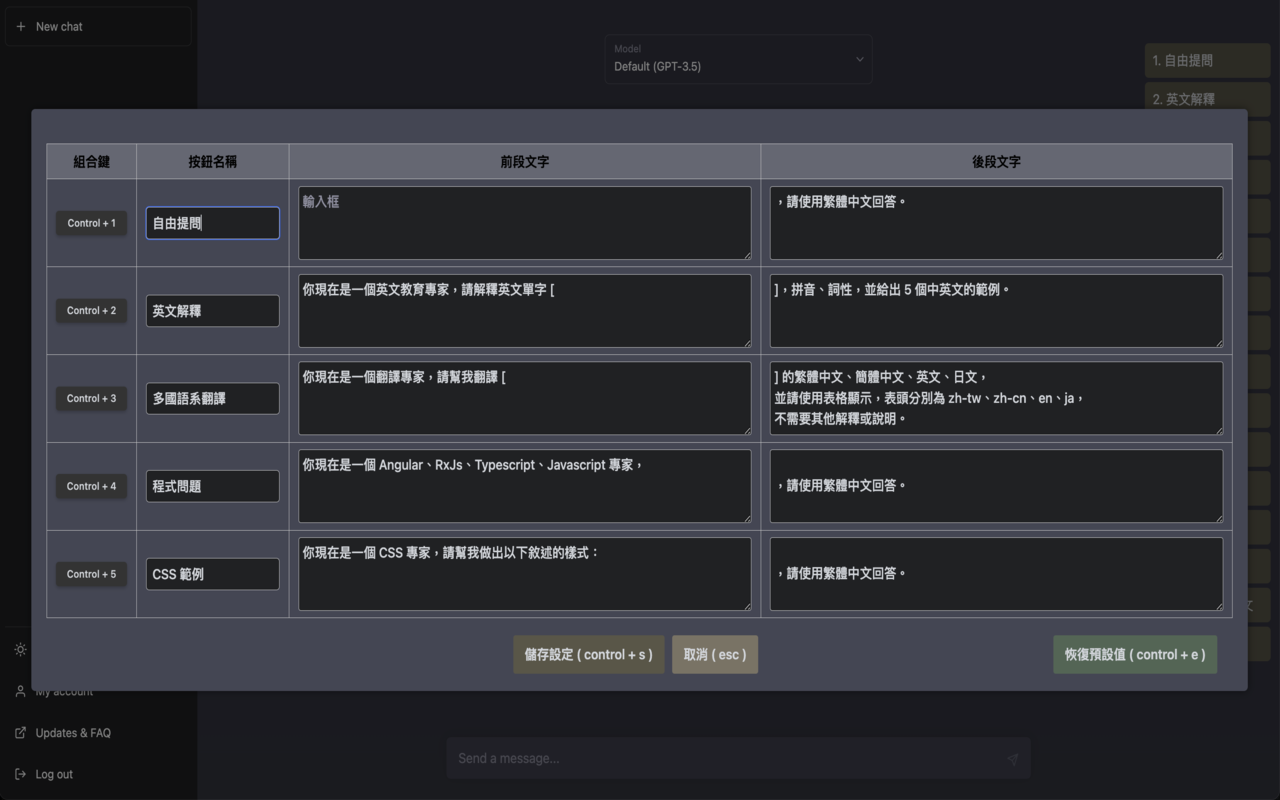 New chat
Model
Default (GPT-3.5)
1. 自由提問
2. 英文解釋
組合鍵 按鈕名稱 前段文字 後段文字
Control + 1 自由提問 輸入框 ，請使用繁體中文回答。
Control + 2 英文解釋 你現在是一個英文教育專家，請解釋英文單字 [ ]，拼音、詞性，並給出 5 個中英文的範例。
Control + 3 多國語系翻譯 你現在是一個翻譯專家，請幫我翻譯 [ ] 的繁體中文、簡體中文、英文、日文，
並請使用表格顯示，表頭分別為 zh-tw、zh-cn、en、ja，
不需要其他解釋或說明。
Control + 4 程式問題 你現在是一個 Angular、RxJs、Typescript、Javascript 專家， ，請使用繁體中文回答。
Control + 5 CSS 範例 你現在是一個 CSS 專家，請幫我做出以下敘述的樣式： ，請使用繁體中文回答。
文
儲存設定 ( control + s ) 取消 ( esc ) 恢復預設值 ( control + e )
My account
Updates & FAQ
Log out
Send a message...